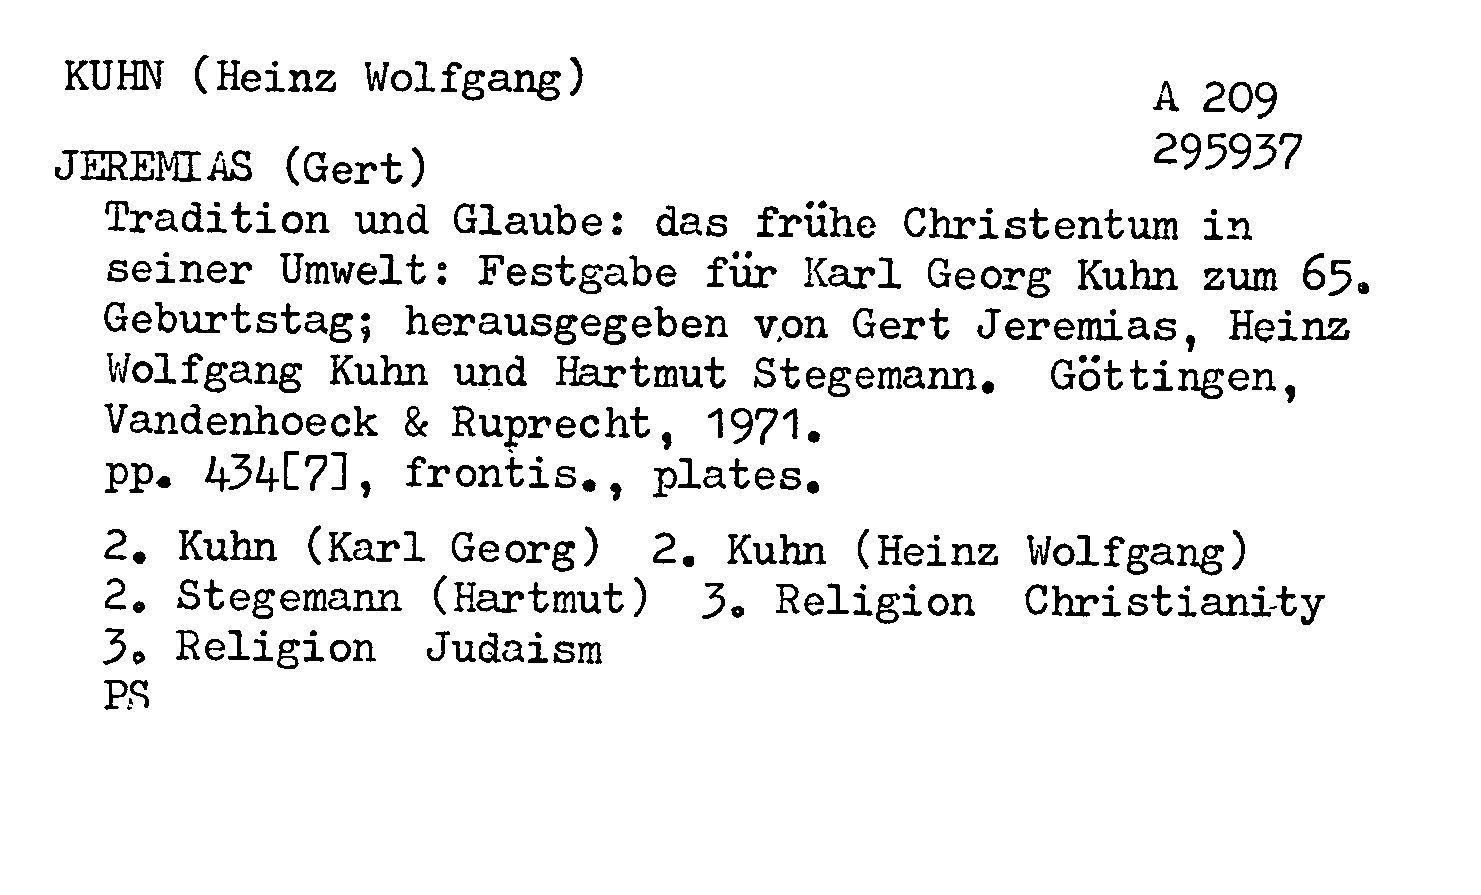 KUHN (Heinz Wolfgang)
A 209
295937
JEREMIAS (Gert)
Tradition und Glaube: das frühe Christentum in
seiner Umwelt: Festgabe für Karl Georg Kuhn zum 65.
Geburtstag; herausgegeben von Gert Jeremias, Heinz
Wolfgang Kuhn und Hartmut Stegemann. Göttingen,
Vandenhoeck & Ruprecht, 1971.
pp. 434[7], frontis., plates.
2. Kuhn (Karl Georg) 2. Kuhn (Heinz Wolfgang)
2. Stegemann (Hartmut) 3. Religion Christianity
3. Religion Judaism
PS